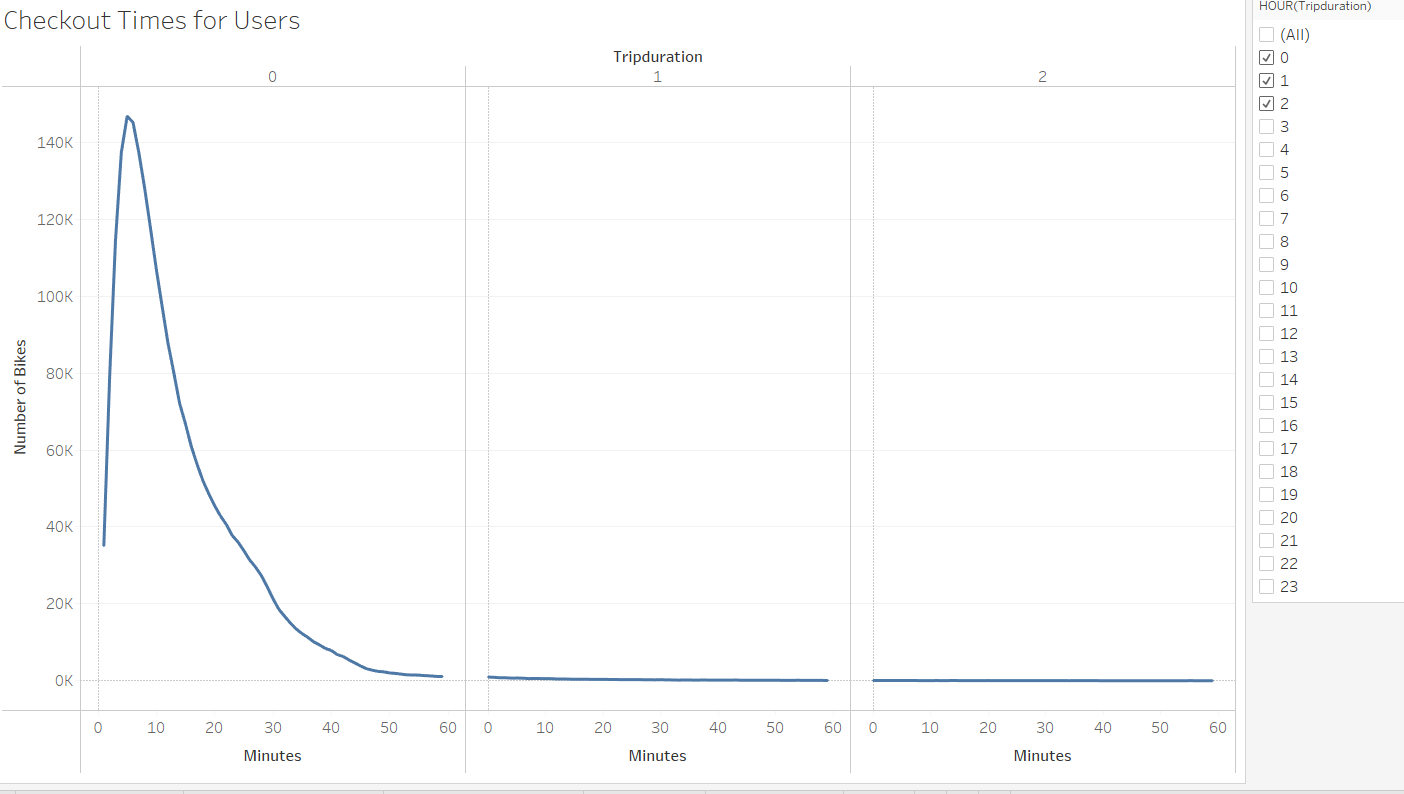 Checkout Times for Users
Tripduration
0 1 2
140K
120K
100K
80K
60K
40K
20K
0K
Number of Bikes
0 10 20 30 40 50 60 0 10 20 30 40 50 60 0 10 20 30 40 50 60
Minutes Minutes Minutes
HOUR(Tripduration)
(All)
0
1
2
3
4
5
6
7
8
9
10
11
12
13
14
15
16
17
18
19
20
21
22
23